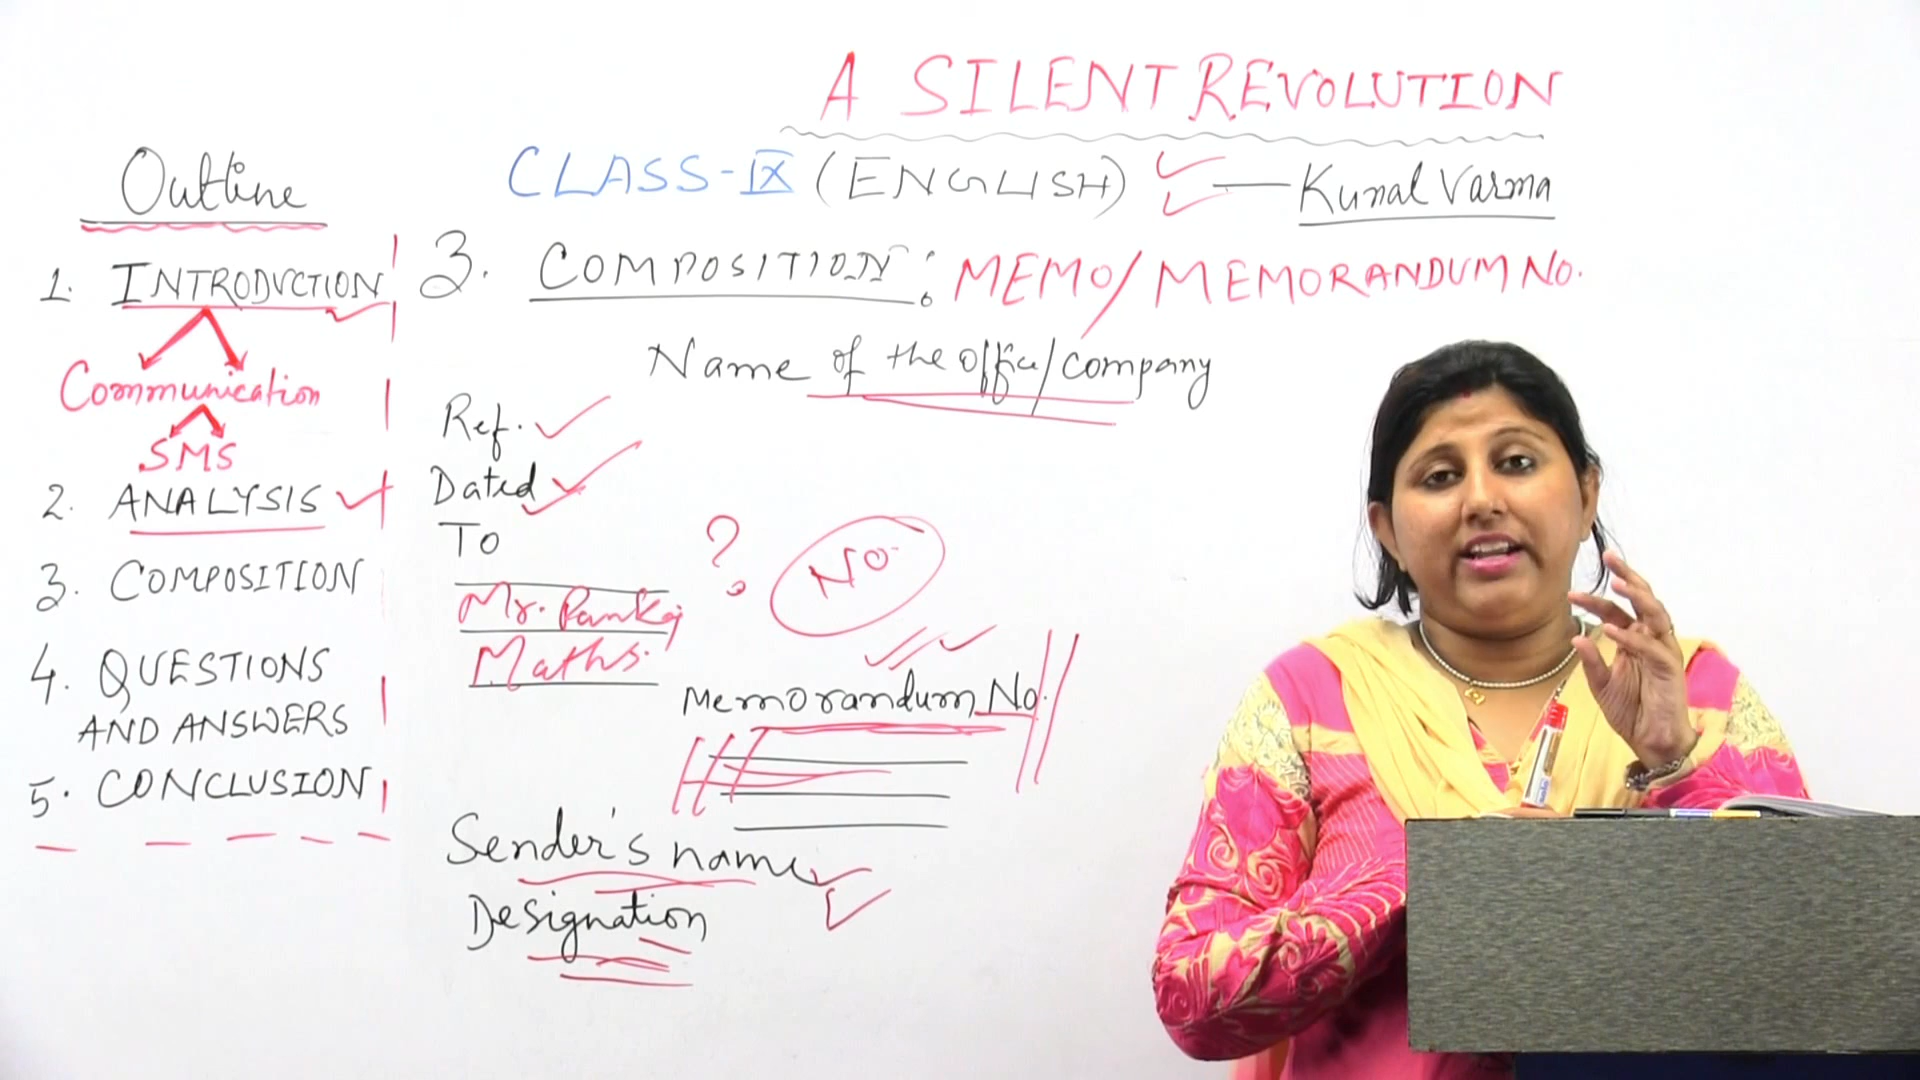 A SILENT REVOLUTION
CLASS-IX (ENGLISH) — Kunal Varma
Outline
1. INTRODUCTION
Communication
SMS
2. ANALYSIS
3. COMPOSITION
4. QUESTIONS
AND ANSWERS
5. CONCLUSION
3. COMPOSITION: MEMO/MEMORANDUM NO.
Name of the office/company
Ref.
Dated
To
Mr. Pankaj
Maths.
? NO
Memorandum No.
Sender's name
Designation